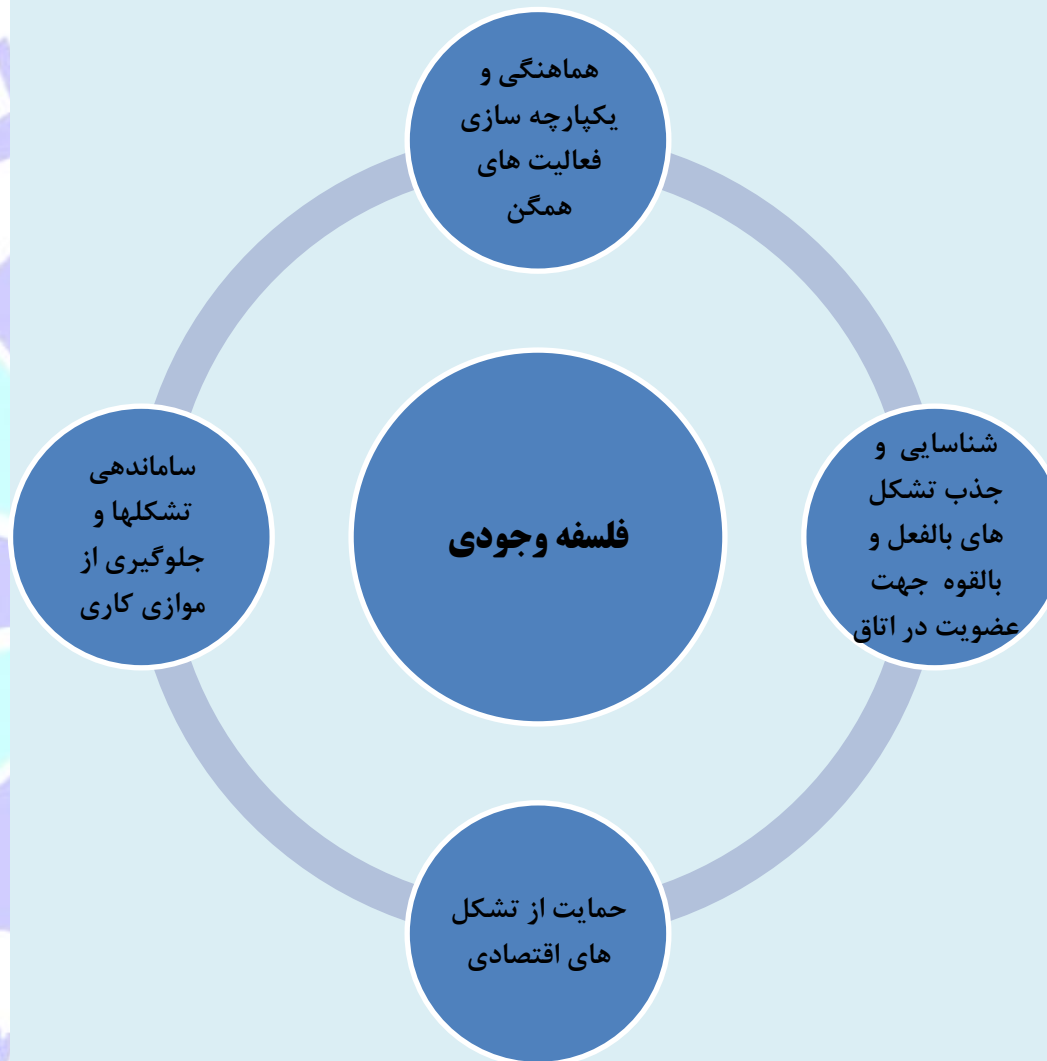 هماهنگی و
یکپارچه سازی
فعالیت های
همگن
شناسایی و
جذب تشکل
های بالفعل و
بالقوه جهت
عضویت در اتاق
فلسفه وجودی
ساماندهی
تشکلها و
جلوگیری از
موازی کاری
حمایت از تشکل
های اقتصادی